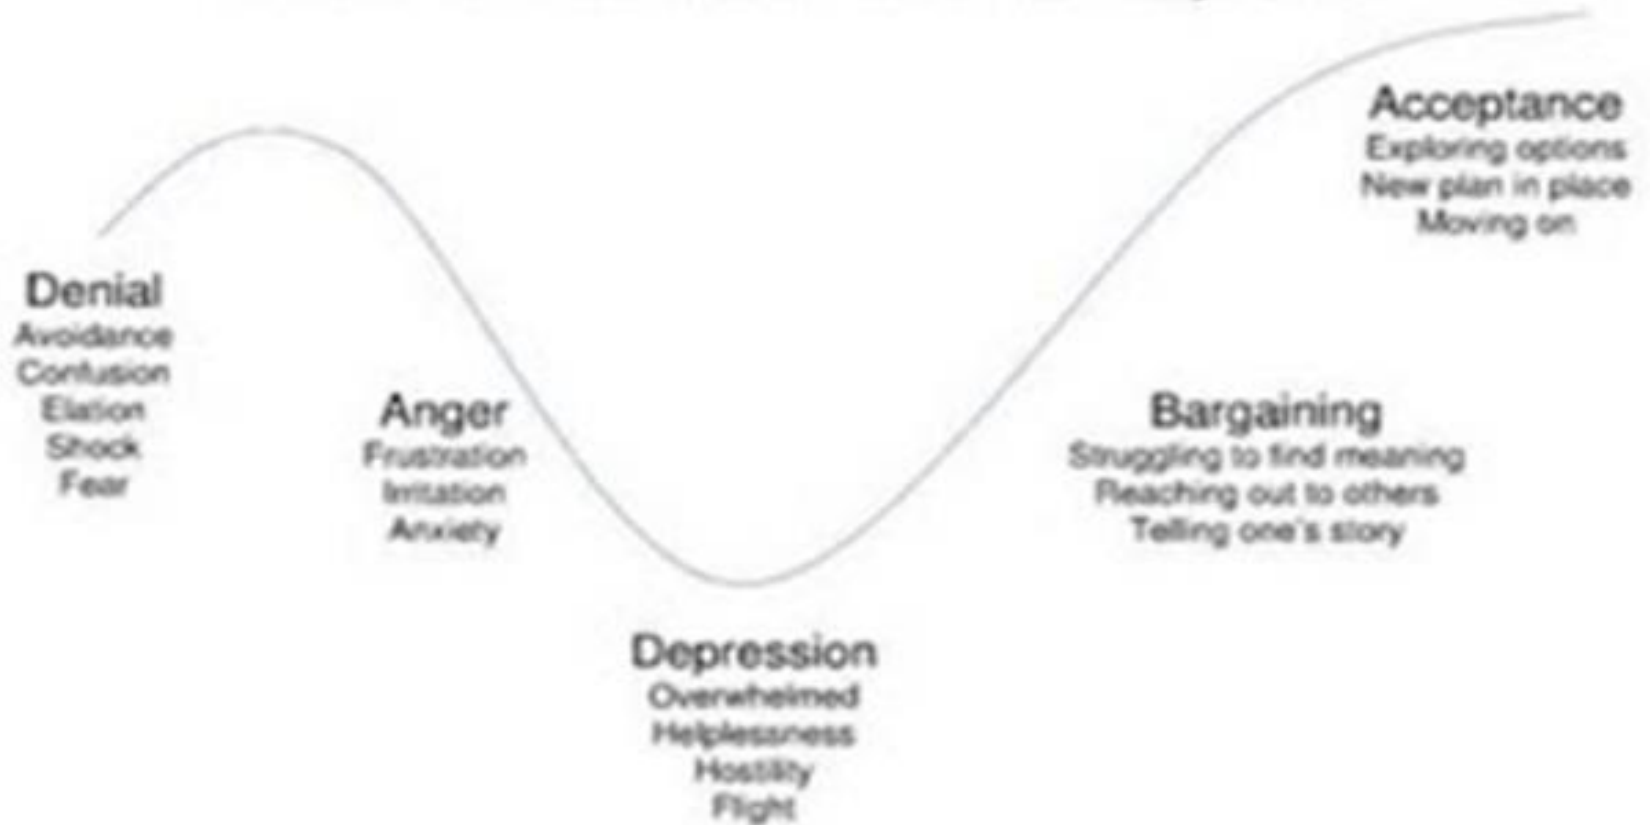 Denial
Avoidance
Confusion
Elation
Shock
Fear
Anger
Frustration
Irritation
Anxiety
Depression
Overwhelmed
Helplessness
Hostility
Flight
Bargaining
Struggling to find meaning
Reaching out to others
Telling one's story
Acceptance
Exploring options
New plan in place
Moving on